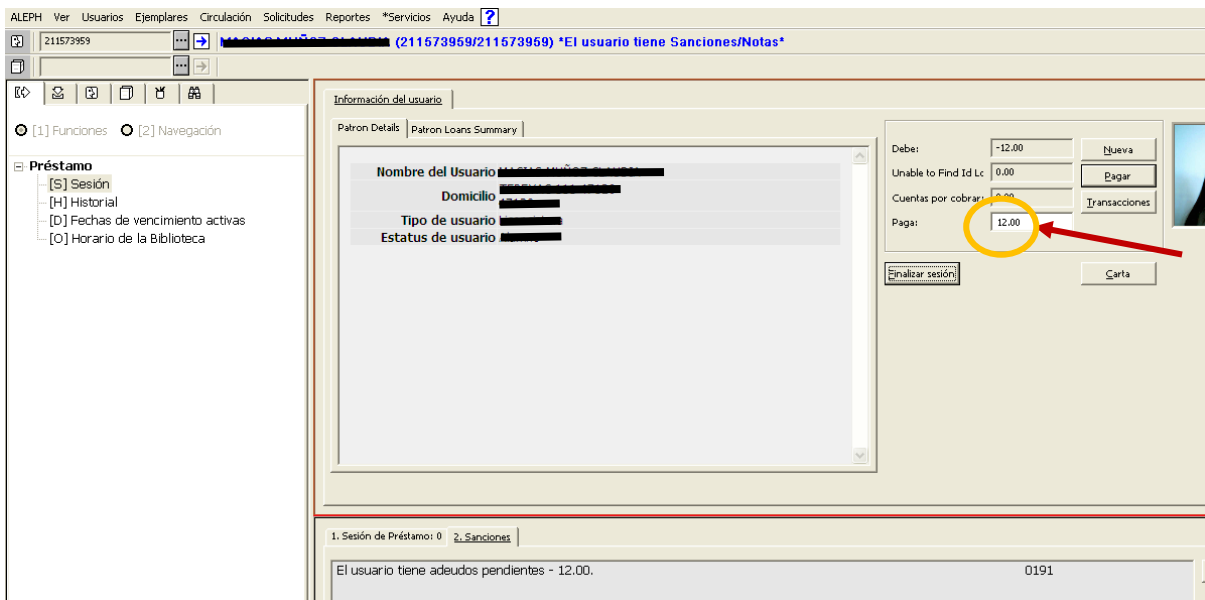 ALEPH Ver Usuarios Ejemplares Circulación Solicitudes Reportes *Servicios Ayuda ?
211573959 ... (211573959/211573959) *El usuario tiene Sanciones/Notas*
...
[1] Funciones [2] Navegación
Préstamo
[S] Sesión
[H] Historial
[D] Fechas de vencimiento activas
[O] Horario de la Biblioteca
Información del usuario
Patron Details Patron Loans Summary
Nombre del Usuario
Domicilio
Tipo de usuario
Estatus de usuario
Debe: -12.00 Nueva
Unable to Find Id Lc 0.00 Pagar
Cuentas por cobrar: 0.00 Transacciones
Paga: 12.00
Finalizar sesión Carta
1. Sesión de Préstamo: 0 2. Sanciones
El usuario tiene adeudos pendientes - 12.00. 0191